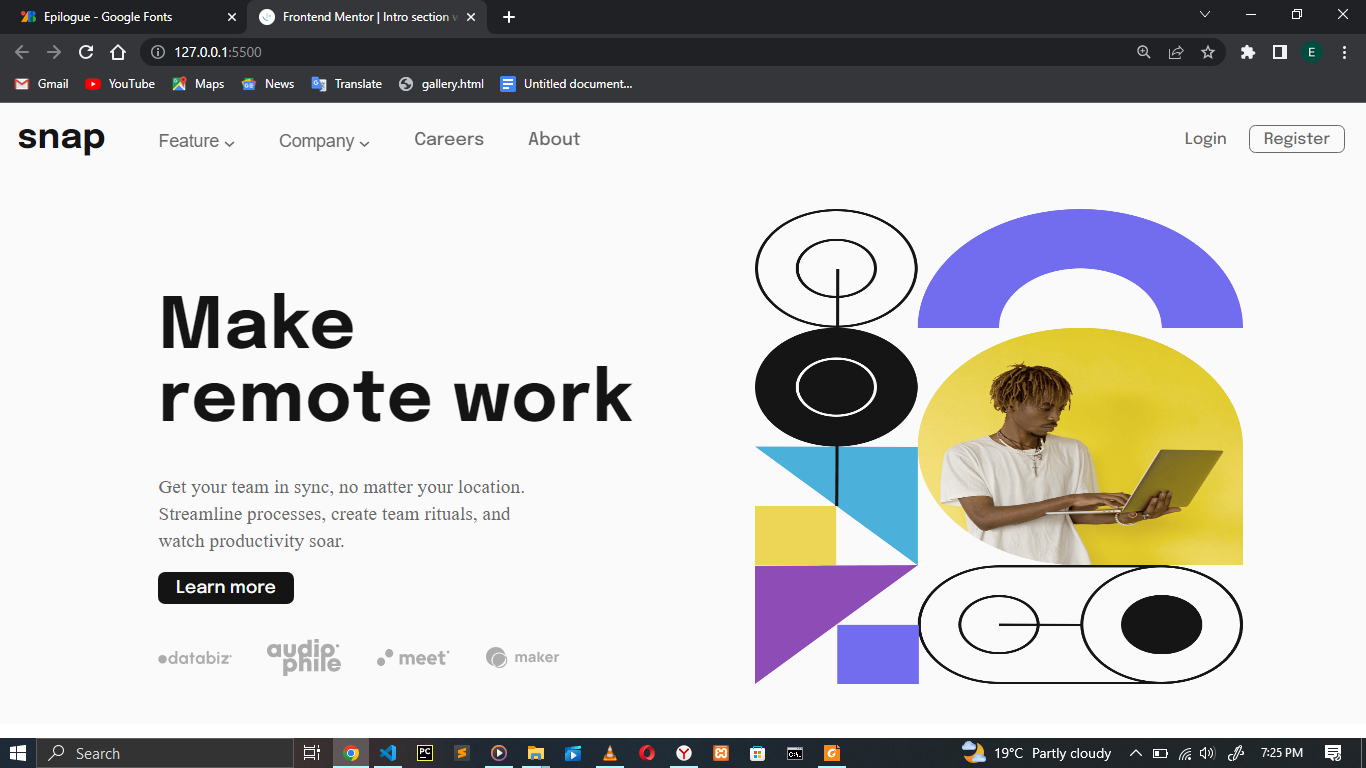 Epilogue - Google Fonts
Frontend Mentor | Intro section
127.0.0.1:5500
E
Gmail YouTube Maps News Translate gallery.html Untitled document...
snap Feature Company Careers About Login Register
Make
remote work
Get your team in sync, no matter your location.
Streamline processes, create team rituals, and
watch productivity soar.
Learn more
databiz audiophile meet maker
Search
19°C Partly cloudy
7:25 PM